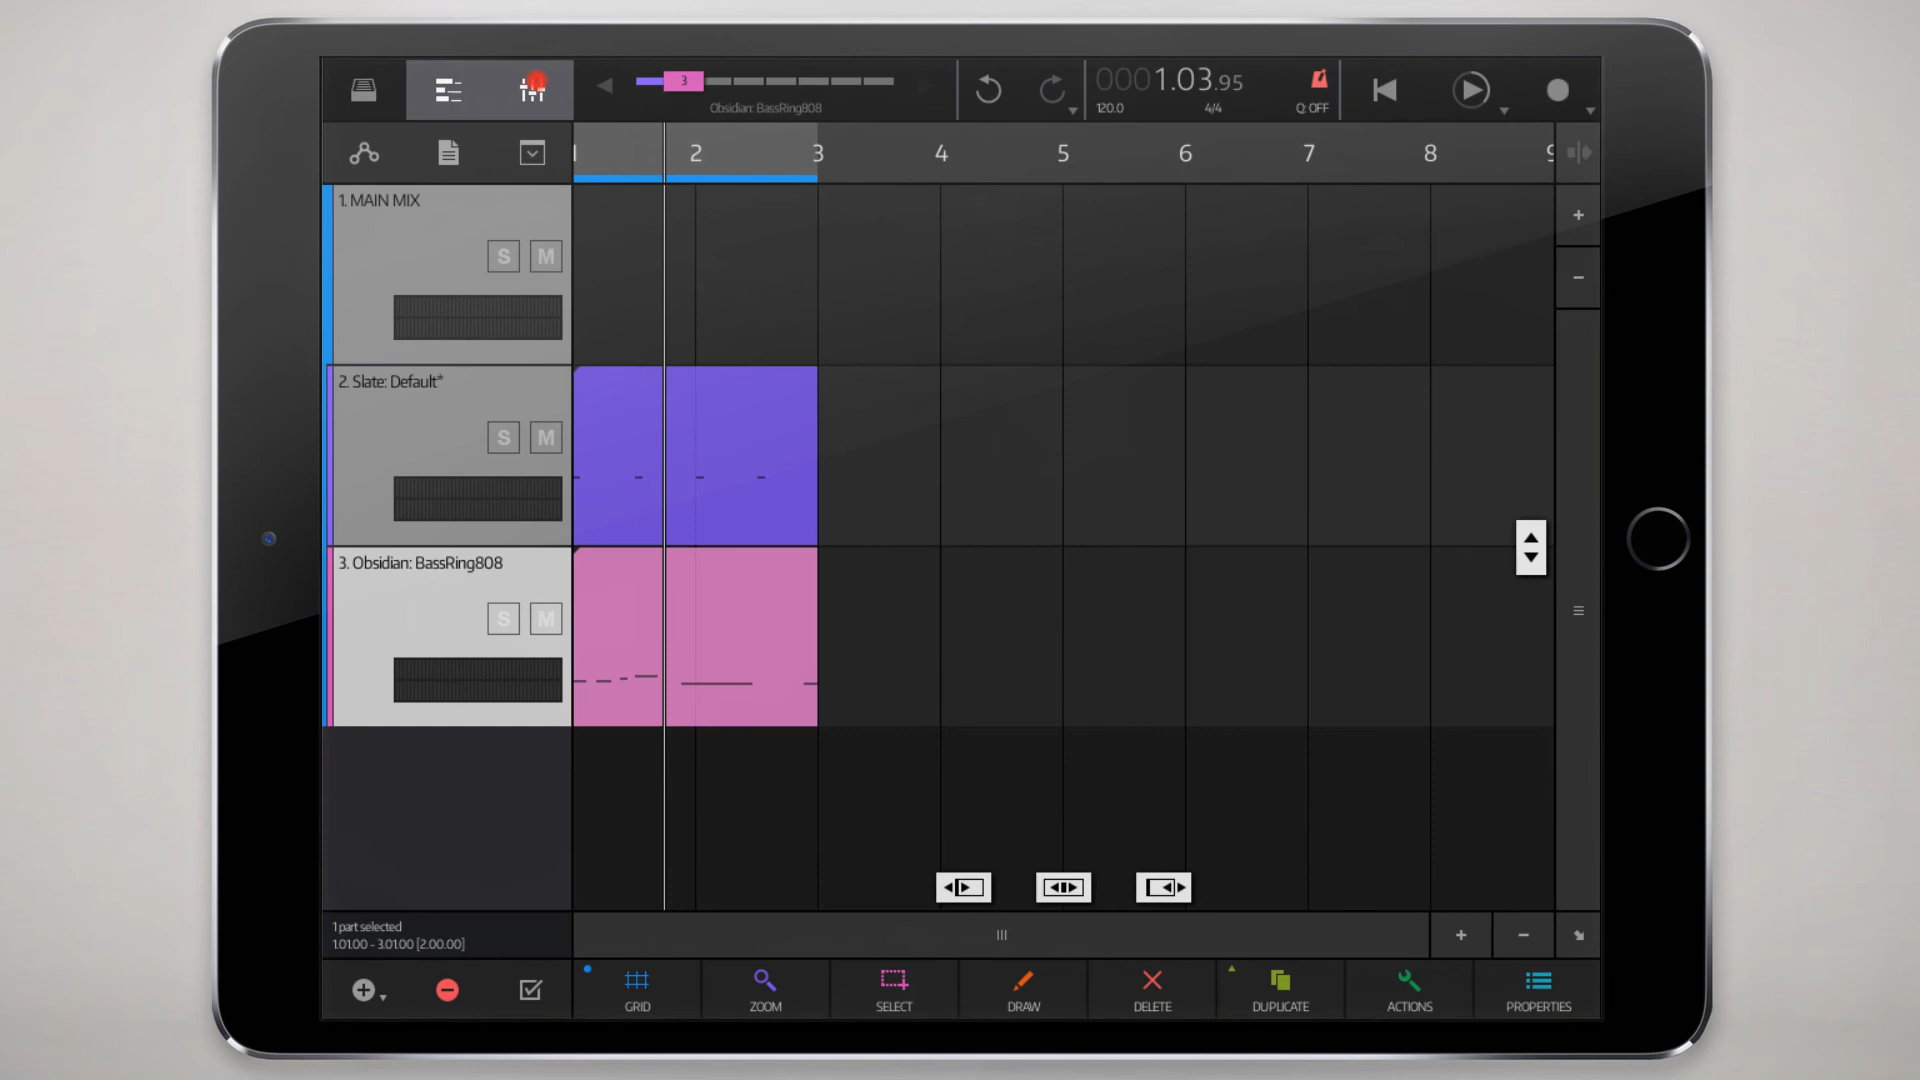 3
Obsidian: BassRing808
0001.03.95
120.0 4/4 Q: OFF
1 2 3 4 5 6 7 8 9
1. MAIN MIX
S M
2. Slate: Default*
S M
3. Obsidian: BassRing808
S M
1 part selected
1.01.00 - 3.01.00 [2.00.00]
GRID ZOOM SELECT DRAW DELETE DUPLICATE ACTIONS PROPERTIES